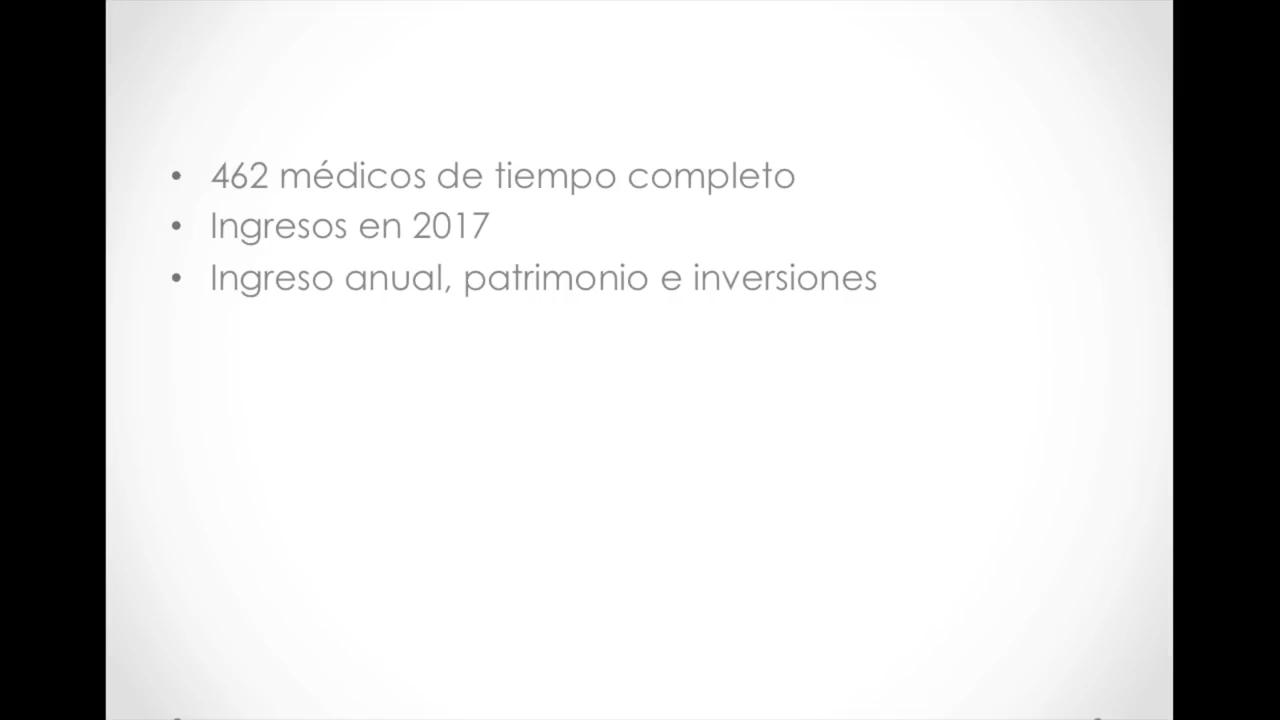 • 462 médicos de tiempo completo
• Ingresos en 2017
• Ingreso anual, patrimonio e inversiones